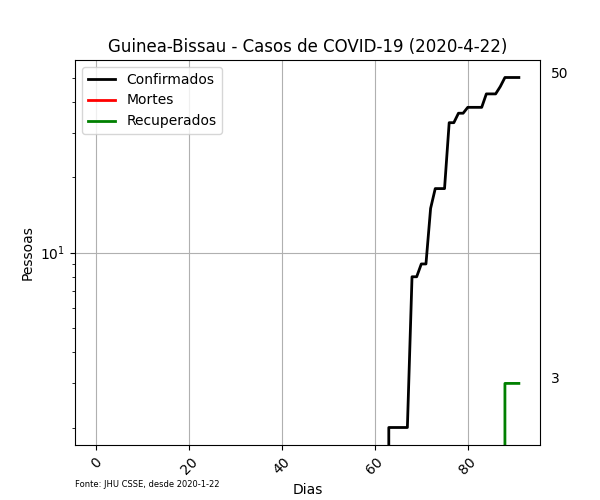 Guinea-Bissau - Casos de COVID-19 (2020-4-22)
Confirmados
Mortes
Recuperados
50
3
Pessoas
10¹
0
20
40
60
80
Dias
Fonte: JHU CSSE, desde 2020-1-22